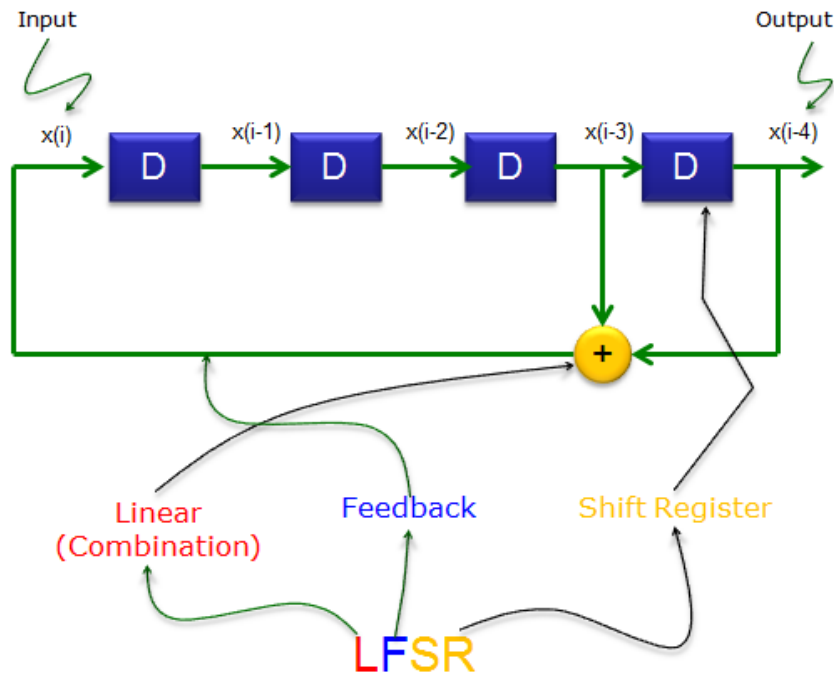 Input
Output
x(i)
x(i-1)
x(i-2)
x(i-3)
x(i-4)
D
D
D
D
+
Linear
(Combination)
Feedback
Shift Register
LFSR